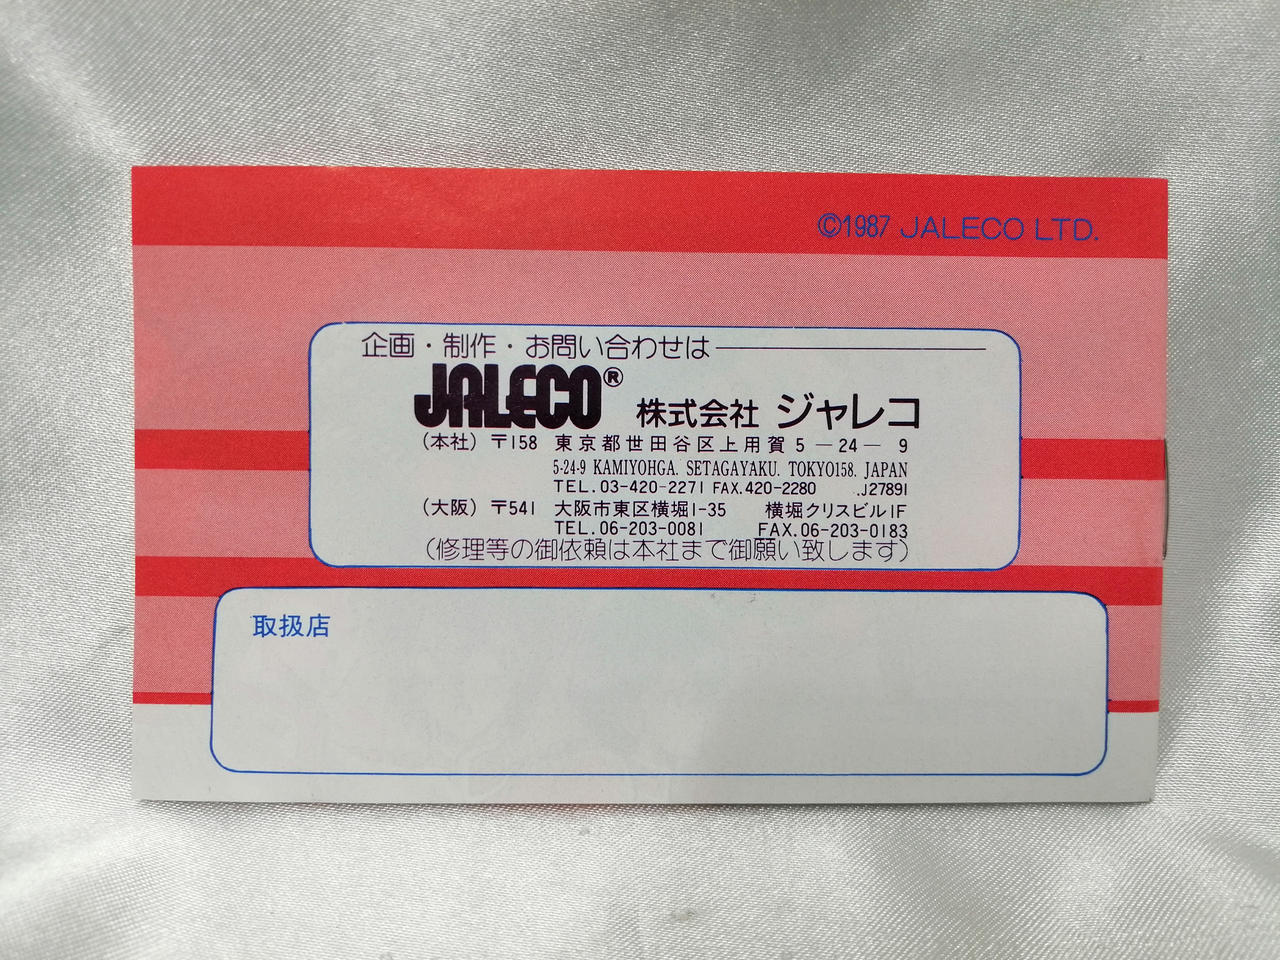 ©1987 JALECO LTD.
企画・制作・お問い合わせは
JALECO® 株式会社 ジャレコ
(本社) 〒158 東京都世田谷区上用賀 5-24-9
5-24-9 KAMIYOHGA. SETAGAYAKU. TOKYO158. JAPAN
TEL. 03-420-2271 FAX. 420-2280 J27891
(大阪) 〒541 大阪市東区横堀1-35 横堀クリスビル1F
TEL. 06-203-0081 FAX. 06-203-0183
(修理等の御依頼は本社まで御願い致します)
取扱店